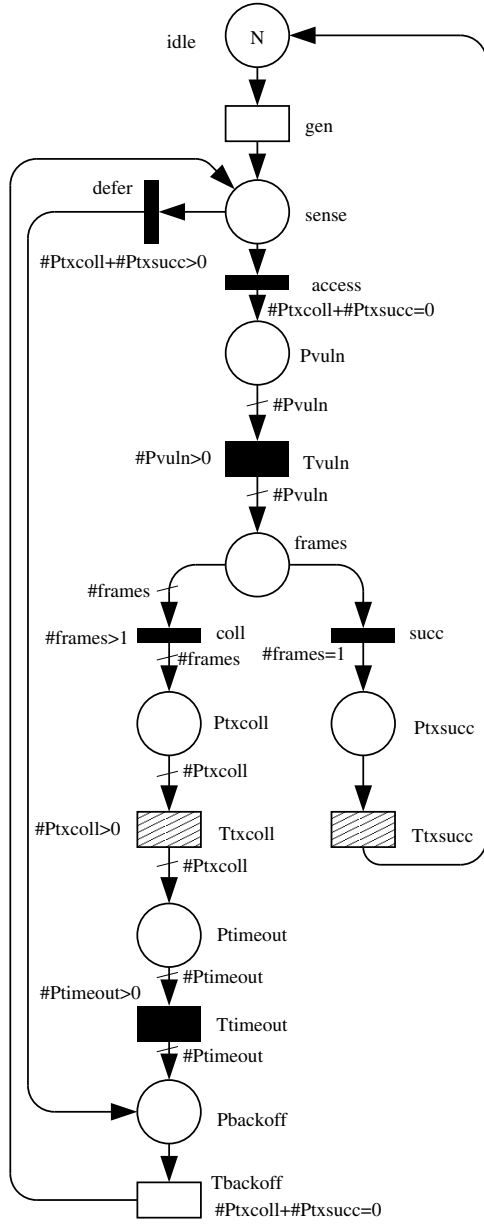 N
idle
gen
defer
sense
#Ptxcoll+#Ptxsucc>0
access
#Ptxcoll+#Ptxsucc=0
Pvuln
#Pvuln
#Pvuln>0
Tvuln
#Pvuln
frames
#frames
#frames>1
coll
succ
#frames
#frames=1
Ptxcoll
Ptxsucc
#Ptxcoll
#Ptxcoll>0
Ttxcoll
Ttxsucc
#Ptxcoll
Ptimeout
#Ptimeout
#Ptimeout>0
Ttimeout
#Ptimeout
Pbackoff
Tbackoff
#Ptxcoll+#Ptxsucc=0